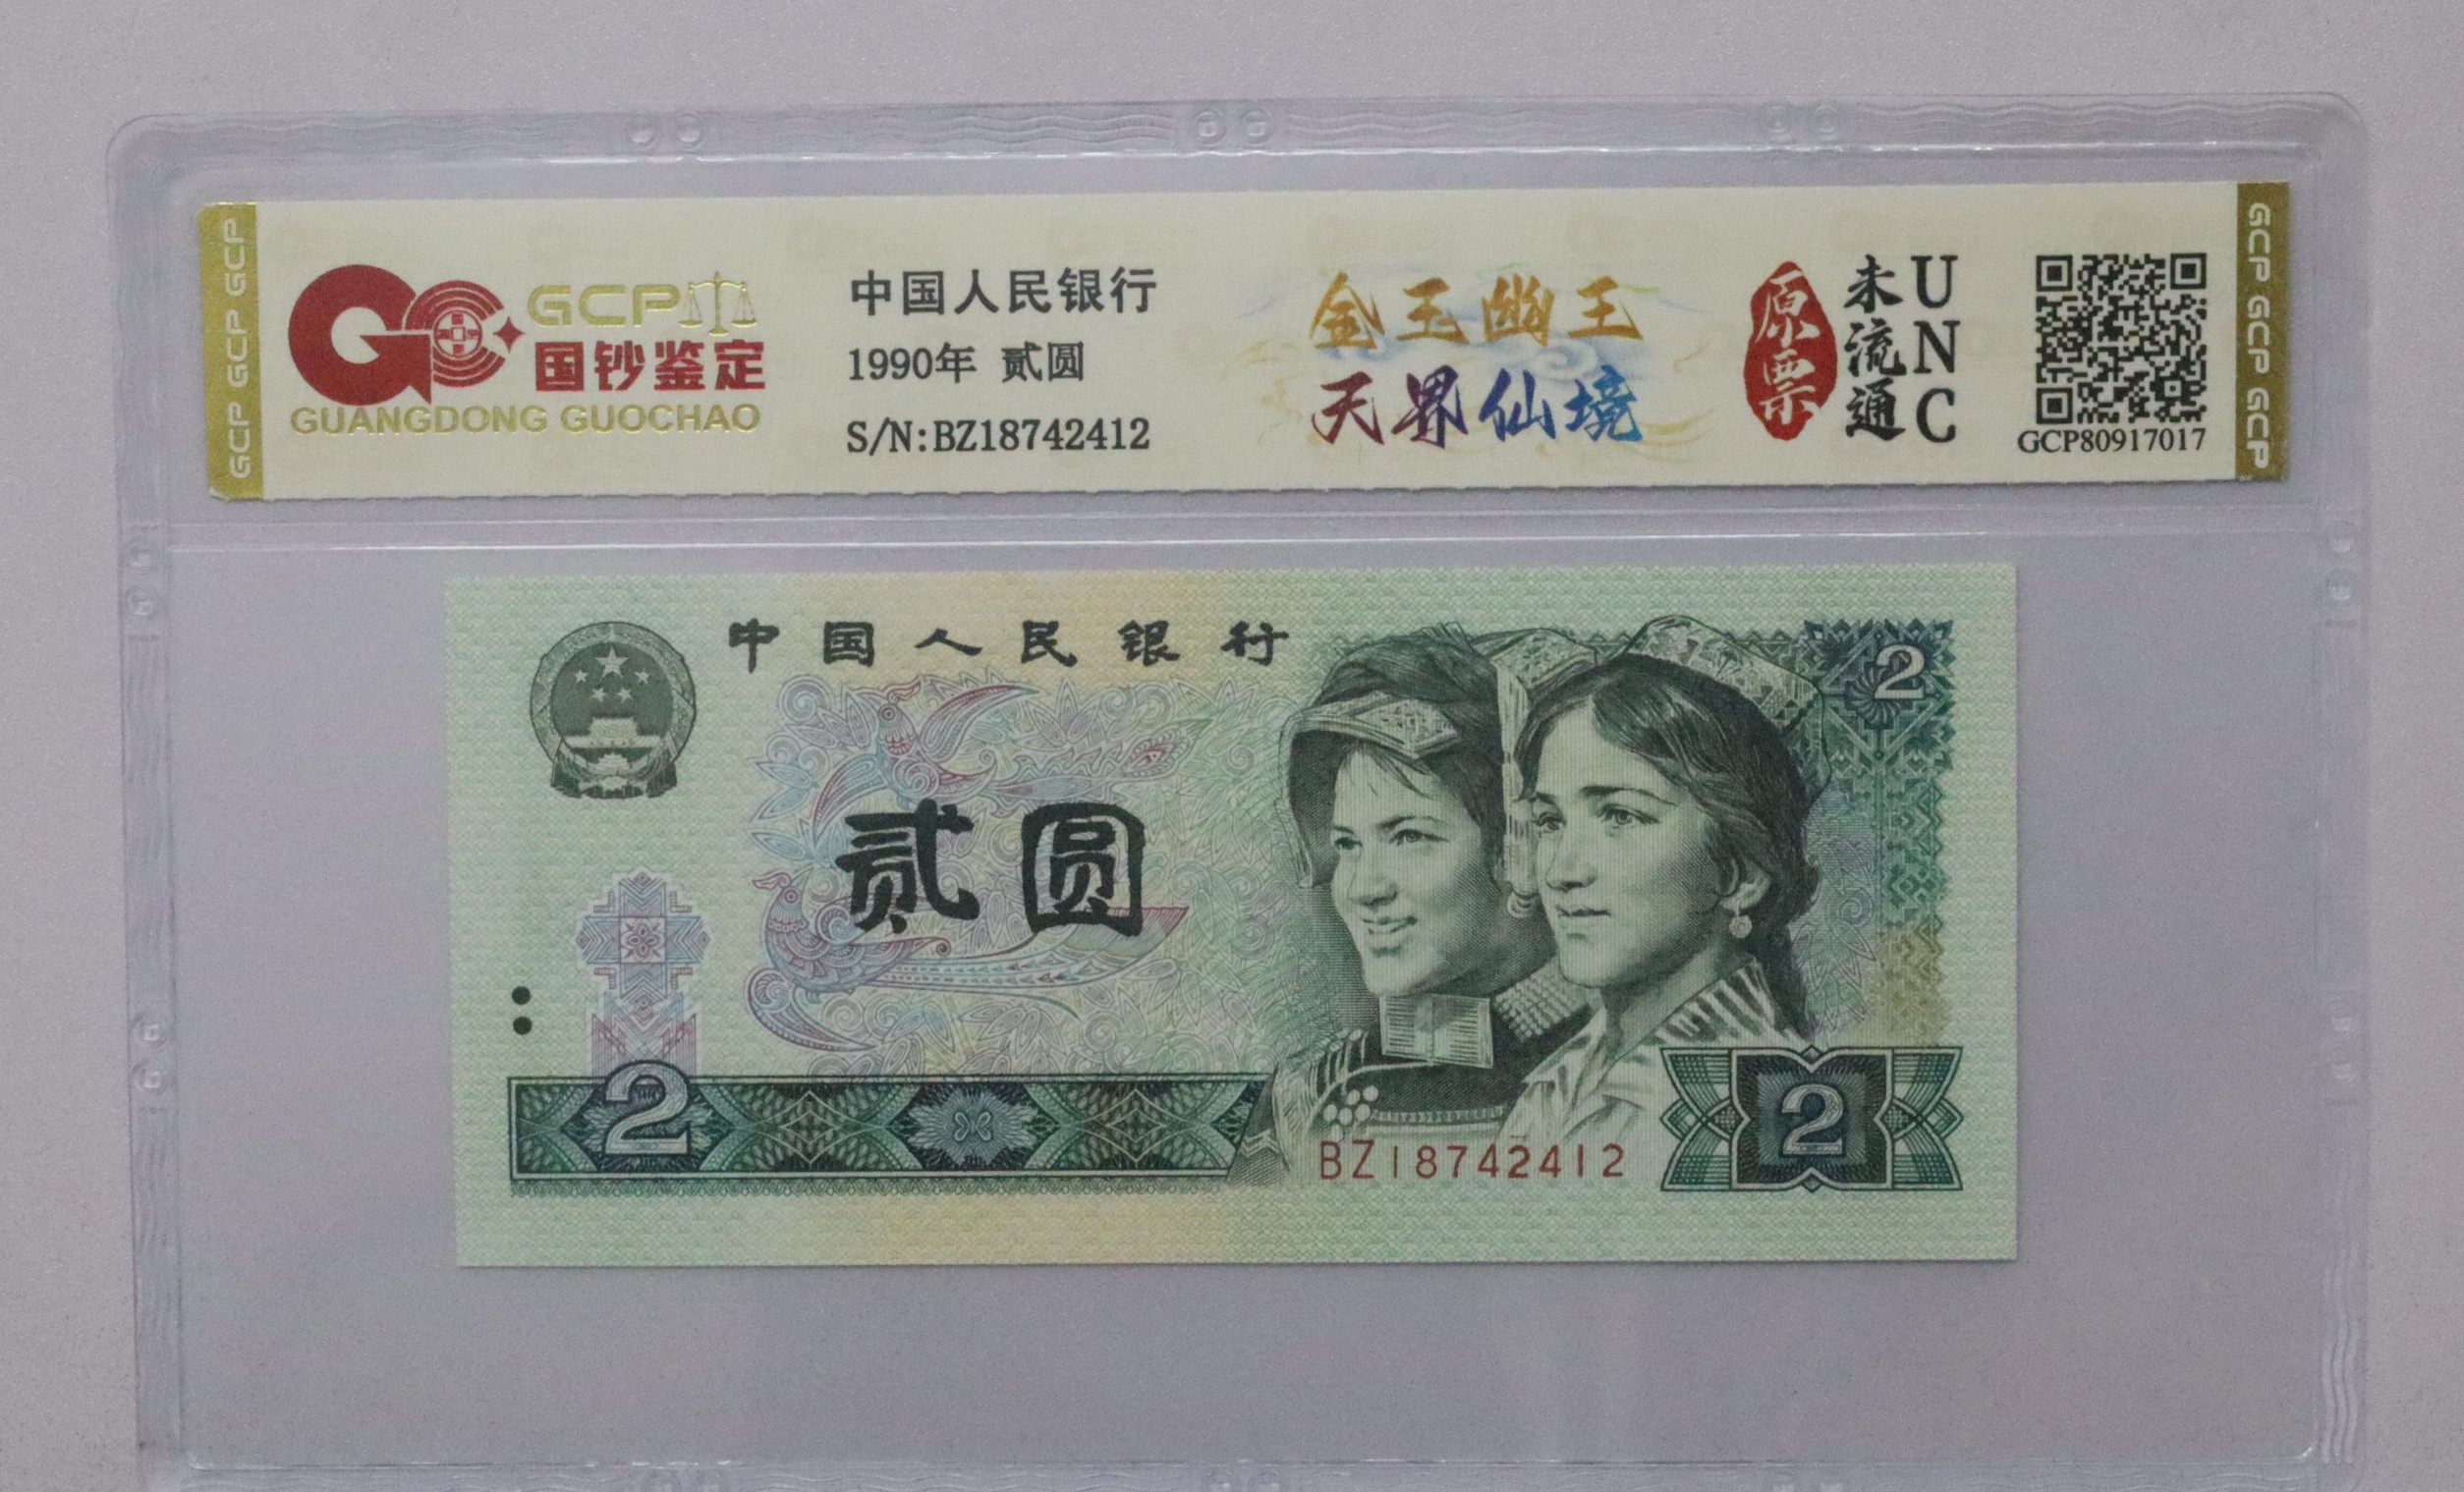 GCP GCP GCP
GCP
国钞鉴定
GUANGDONG GUOCHAO
中国人民银行
1990年 贰圆
S/N:BZ18742412
金玉幽王
天界仙境
原票
未流通
UNC
GCP80917017
GCP GCP GCP
中国人民银行
2
贰圆
2
BZ18742412
2